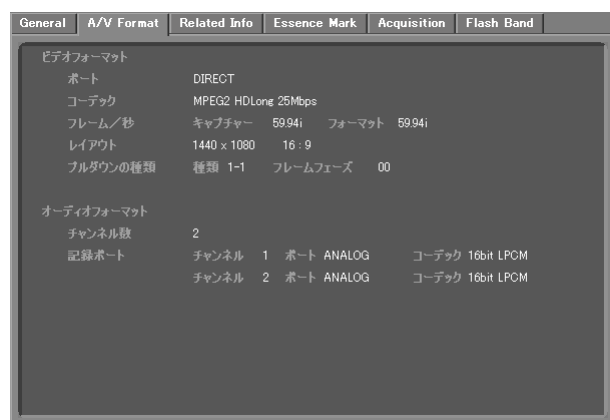 General A/V Format Related Info Essence Mark Acquisition Flash Band
ビデオフォーマット
ポート DIRECT
コーデック MPEG2 HDLong 25Mbps
フレーム／秒 キャプチャー 59.94i フォーマット 59.94i
レイアウト 1440 x 1080 16 : 9
プルダウンの種類 種類 1-1 フレームフェーズ 00
オーディオフォーマット
チャンネル数 2
記録ポート チャンネル 1 ポート ANALOG コーデック 16bit LPCM
チャンネル 2 ポート ANALOG コーデック 16bit LPCM